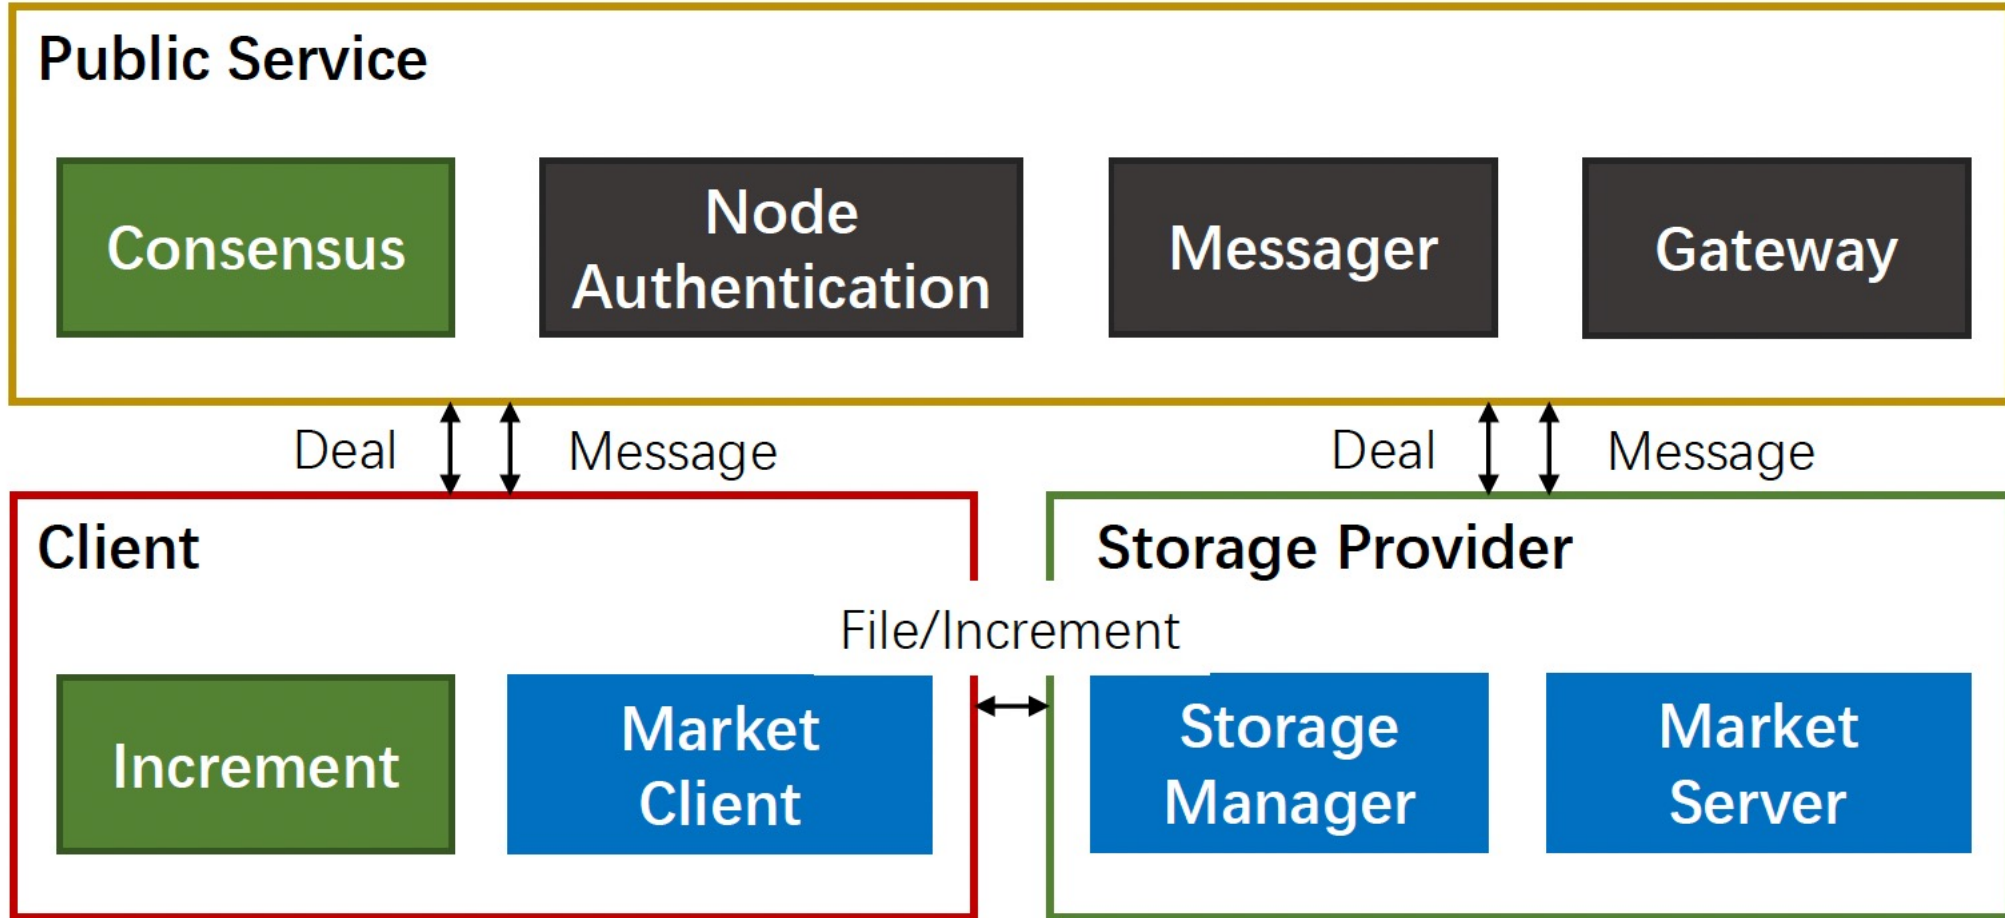 Public Service
Consensus
Node
Authentication
Messager
Gateway
Deal
Message
Deal
Message
Client
Storage Provider
File/Increment
Increment
Market
Client
Storage
Manager
Market
Server